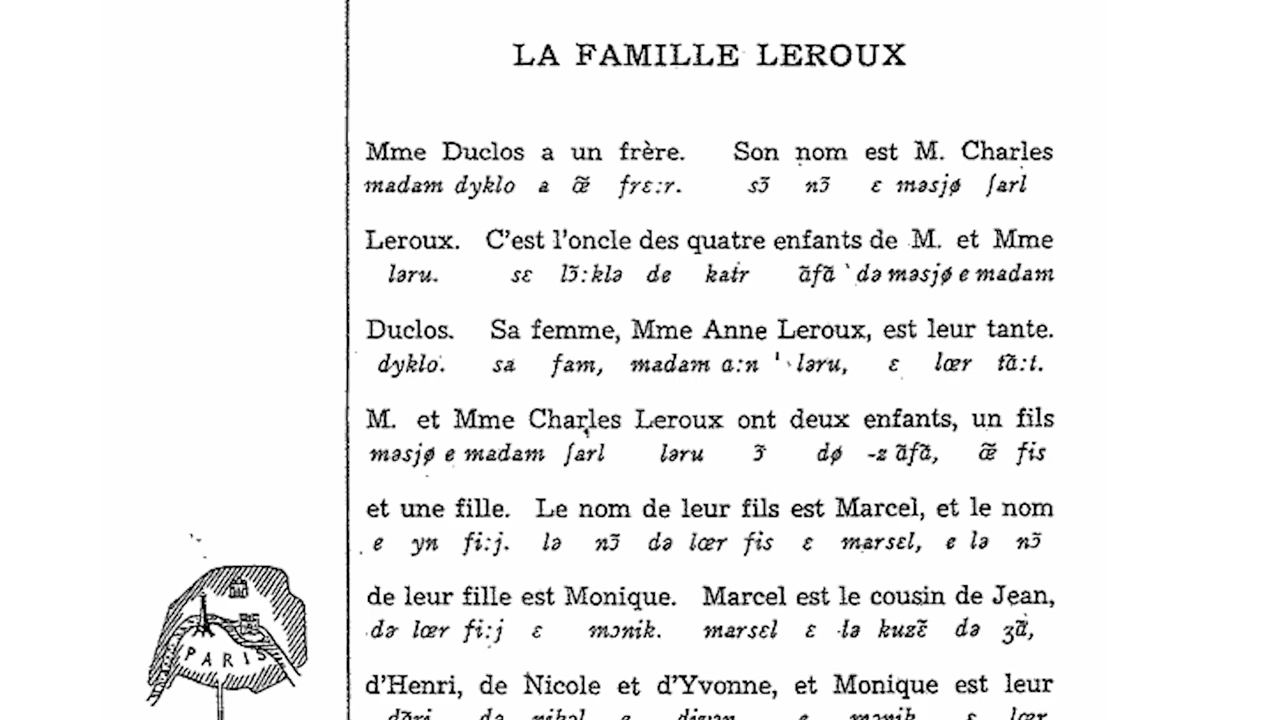 LA FAMILLE LEROUX
Mme Duclos a un frère. Son nom est M. Charles
madam dyklo a œ̃ frɛ:r. sɔ̃ nɔ̃ ɛ məsjø ʃarl
Leroux. C'est l'oncle des quatre enfants de M. et Mme
ləru. sɛ lɔ̃:klə de katr ɑ̃fɑ̃ də məsjø e madam
Duclos. Sa femme, Mme Anne Leroux, est leur tante.
dyklo. sa fam, madam ɑ:n ləru, ɛ lœr tɑ̃:t.
M. et Mme Charles Leroux ont deux enfants, un fils
məsjø e madam ʃarl ləru ɔ̃ dø -z ɑ̃fɑ̃, œ̃ fis
et une fille. Le nom de leur fils est Marcel, et le nom
e yn fi:j. lə nɔ̃ də lœr fis ɛ marsɛl, e lə nɔ̃
de leur fille est Monique. Marcel est le cousin de Jean,
də lœr fi:j ɛ mɔnik. marsɛl ɛ lə kuzɛ̃ də ʒɑ̃,
PARIS
d'Henri, de Nicole et d'Yvonne, et Monique est leur